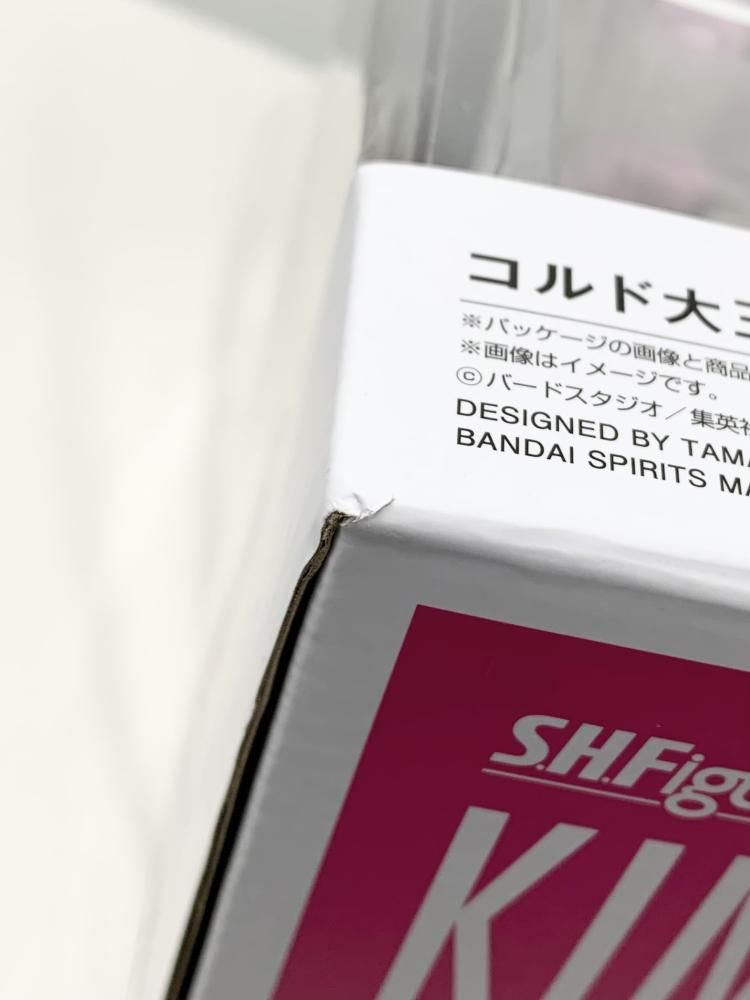 コルド大
※パッケージの画像と商品
※画像はイメージです。
©バードスタジオ／集英
DESIGNED BY TAMA
BANDAI SPIRITS MA
S.H.Figu
KIN